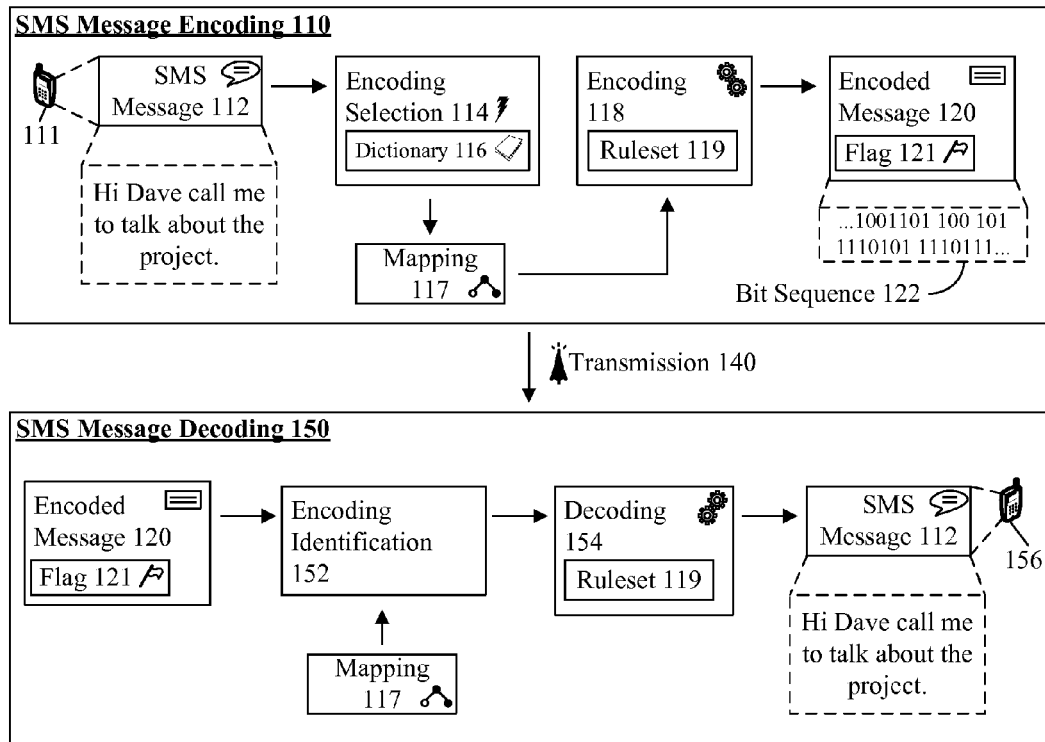 SMS Message Encoding 110
111
SMS
Message 112
Hi Dave call me
to talk about the
project.
Encoding
Selection 114
Dictionary 116
Mapping
117
Encoding
118
Ruleset 119
Encoded
Message 120
Flag 121
...1001101 100 101
1110101 1110111...
Bit Sequence 122
Transmission 140
SMS Message Decoding 150
Encoded
Message 120
Flag 121
Encoding
Identification
152
Mapping
117
Decoding
154
Ruleset 119
SMS
Message 112
156
Hi Dave call me
to talk about the
project.